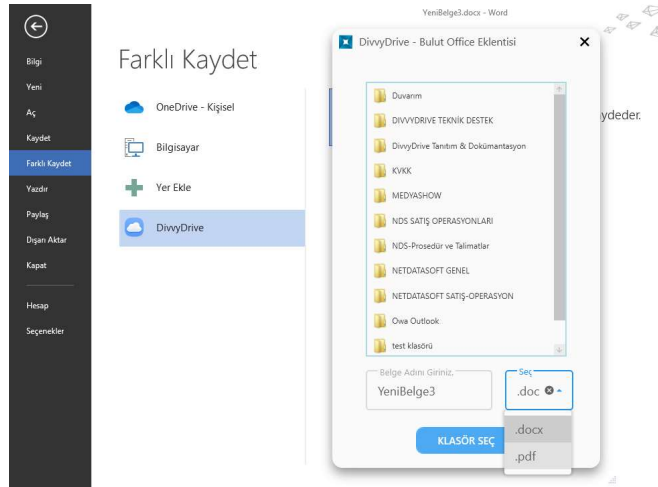 YeniBelge3.docx - Word
Bilgi
Yeni
Aç
Kaydet
Farklı Kaydet
Yazdır
Paylaş
Dışarı Aktar
Kapat
Hesap
Seçenekler
Farklı Kaydet
OneDrive - Kişisel
Bilgisayar
Yer Ekle
DivvyDrive
ydeder.
DivvyDrive - Bulut Office Eklentisi
Duvarım
DIVVYDRIVE TEKNİK DESTEK
DivvyDrive Tanıtım & Dokümantasyon
KVKK
MEDYASHOW
NDS SATIŞ OPERASYONLARI
NDS-Prosedür ve Talimatlar
NETDATASOFT GENEL
NETDATASOFT SATIŞ-OPERASYON
Owa Outlook
test klasörü
Belge Adını Giriniz.
YeniBelge3
Seç
.doc
KLASÖR SEÇ
.docx
.pdf